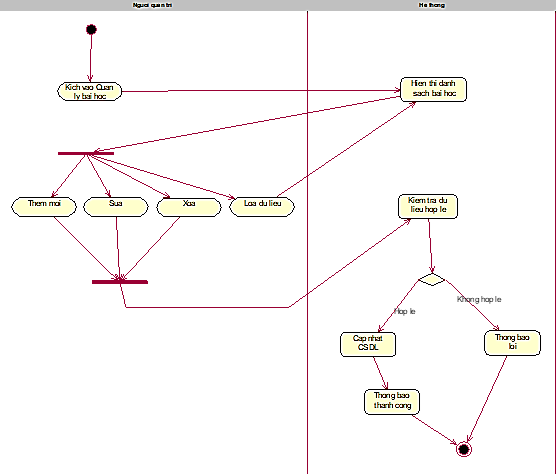 Nguoi quan tri
He thong
Kich vao Quan
ly bai hoc
Hien thi danh
sach bai hoc
Them moi
Sua
Xoa
Loa du lieu
Kiem tra du
lieu hop le
Hop le
Khong hop le
Cap nhat
CSDL
Thong bao
loi
Thong bao
thanh cong